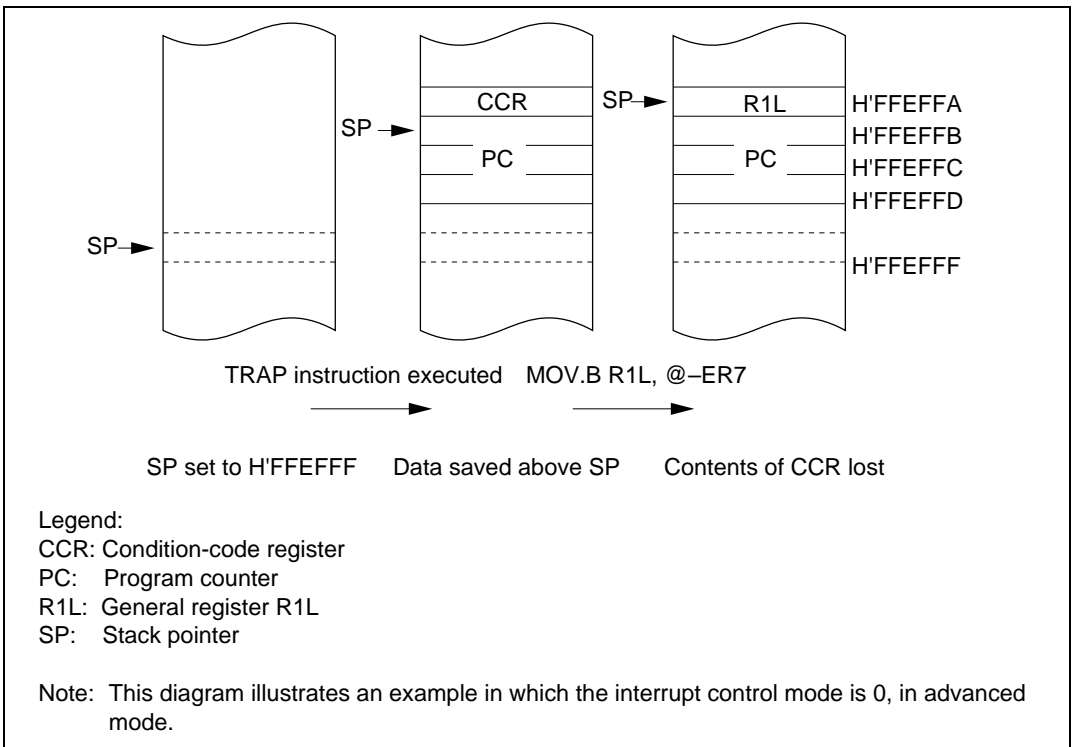 CCR
SP
R1L
H'FFEFFA
SP
H'FFEFFB
PC
PC
H'FFEFFC
H'FFEFFD
SP
H'FFEFFF
TRAP instruction executed
MOV.B R1L, @–ER7
SP set to H'FFEFFF
Data saved above SP
Contents of CCR lost
Legend:
CCR: Condition-code register
PC: Program counter
R1L: General register R1L
SP: Stack pointer
Note: This diagram illustrates an example in which the interrupt control mode is 0, in advanced
mode.